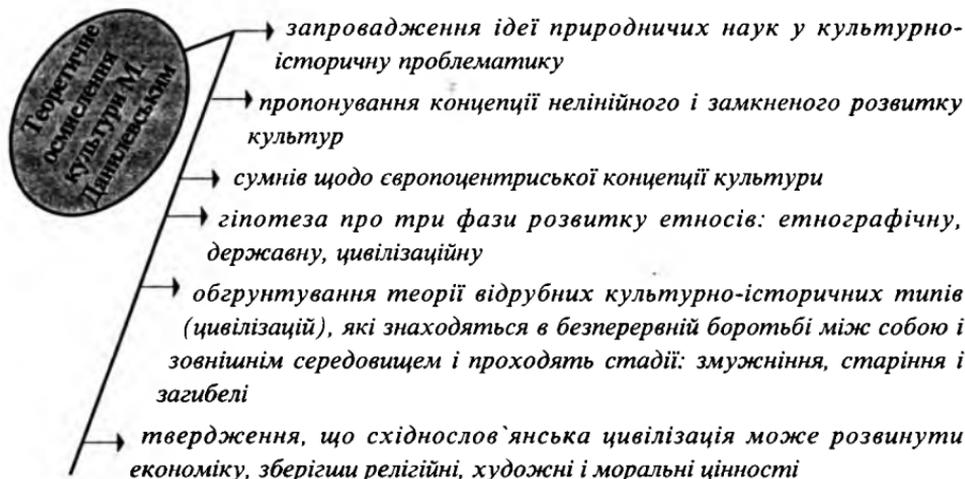 Теоретичне
осмислення
культури М.
Данилевським
запровадження ідеї природничих наук у культурно-
історичну проблематику
пропонування концепції нелінійного і замкненого розвитку
культур
сумнів щодо європоцентриської концепції культури
гіпотеза про три фази розвитку етносів: етнографічну,
державну, цивілізаційну
обгрунтування теорії відрубних культурно-історичних типів
(цивілізацій), які знаходяться в безперервній боротьбі між собою і
зовнішнім середовищем і проходять стадії: змужніння, старіння і
загибелі
твердження, що східнослов`янська цивілізація може розвинути
економіку, зберігши релігійні, художні і моральні цінності